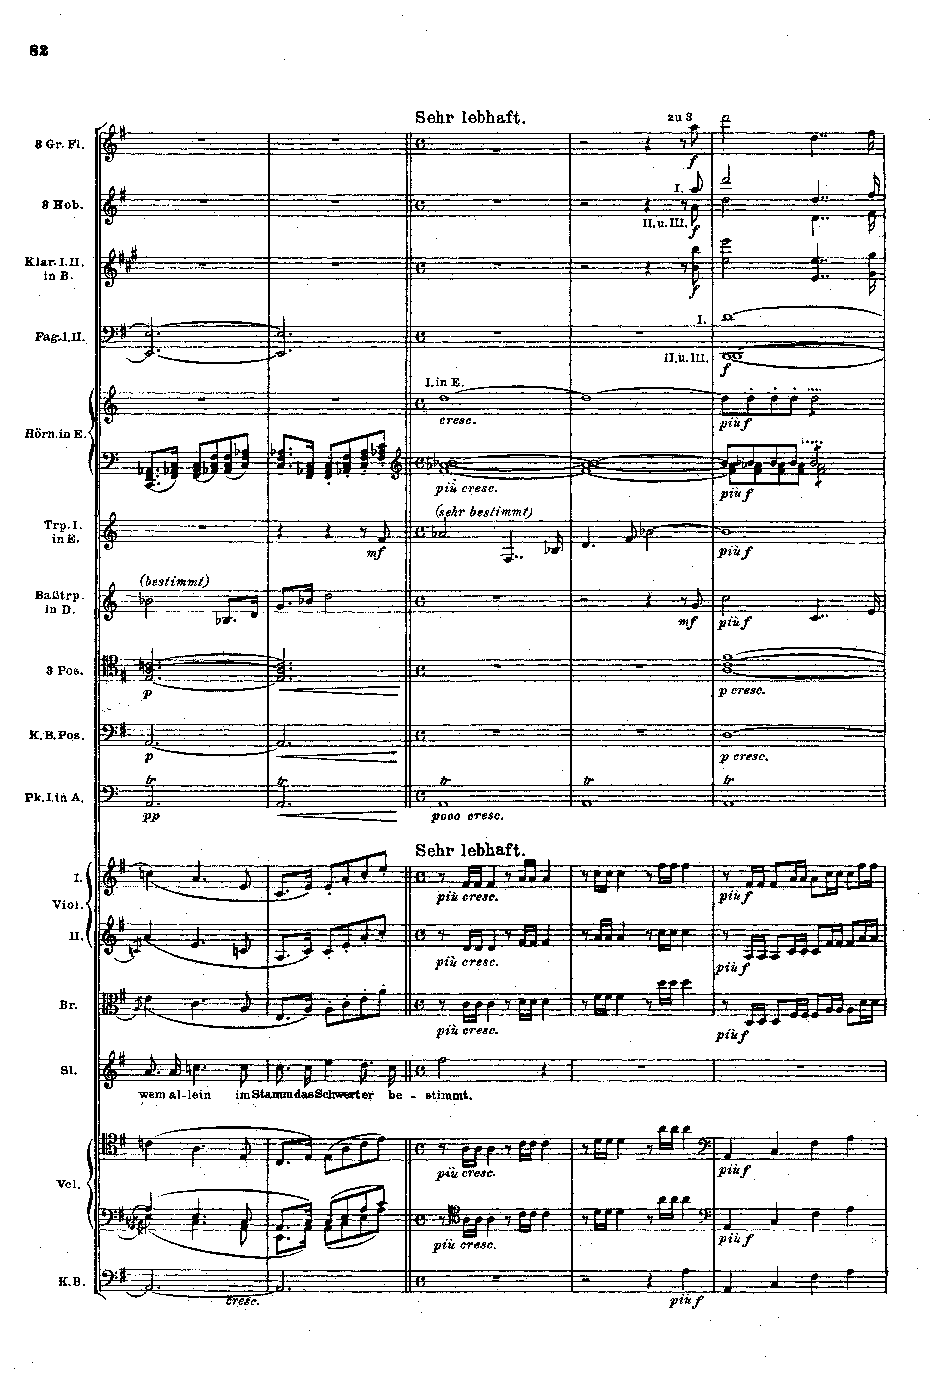 82
Sehr lebhaft.
zu 3
3 Gr. Fl.
f
I.
3 Hob.
II.u.III.
f
Klar. I.II.
in B.
f
I.
Fag. I.II.
II.u.III.
f
I. in E.
cresc.
più f
Hörn. in E.
più cresc.
più f
(sehr bestimmt)
Trp. I.
in E.
mf
più f
(bestimmt)
Baßtrp.
in D.
mf più f
3 Pos.
p
p cresc.
K.B.Pos.
p
p cresc.
tr tr tr tr tr
Pk.I.in A.
pp
poco cresc.
Sehr lebhaft.
I.
più cresc.
più f
Viol.
II.
più cresc.
più f
Br.
più cresc.
più f
Sl.
wem al-lein im Stamm das Schwert er be - stimmt.
più cresc.
più f
Vcl.
più cresc.
più f
K.B.
cresc.
più f